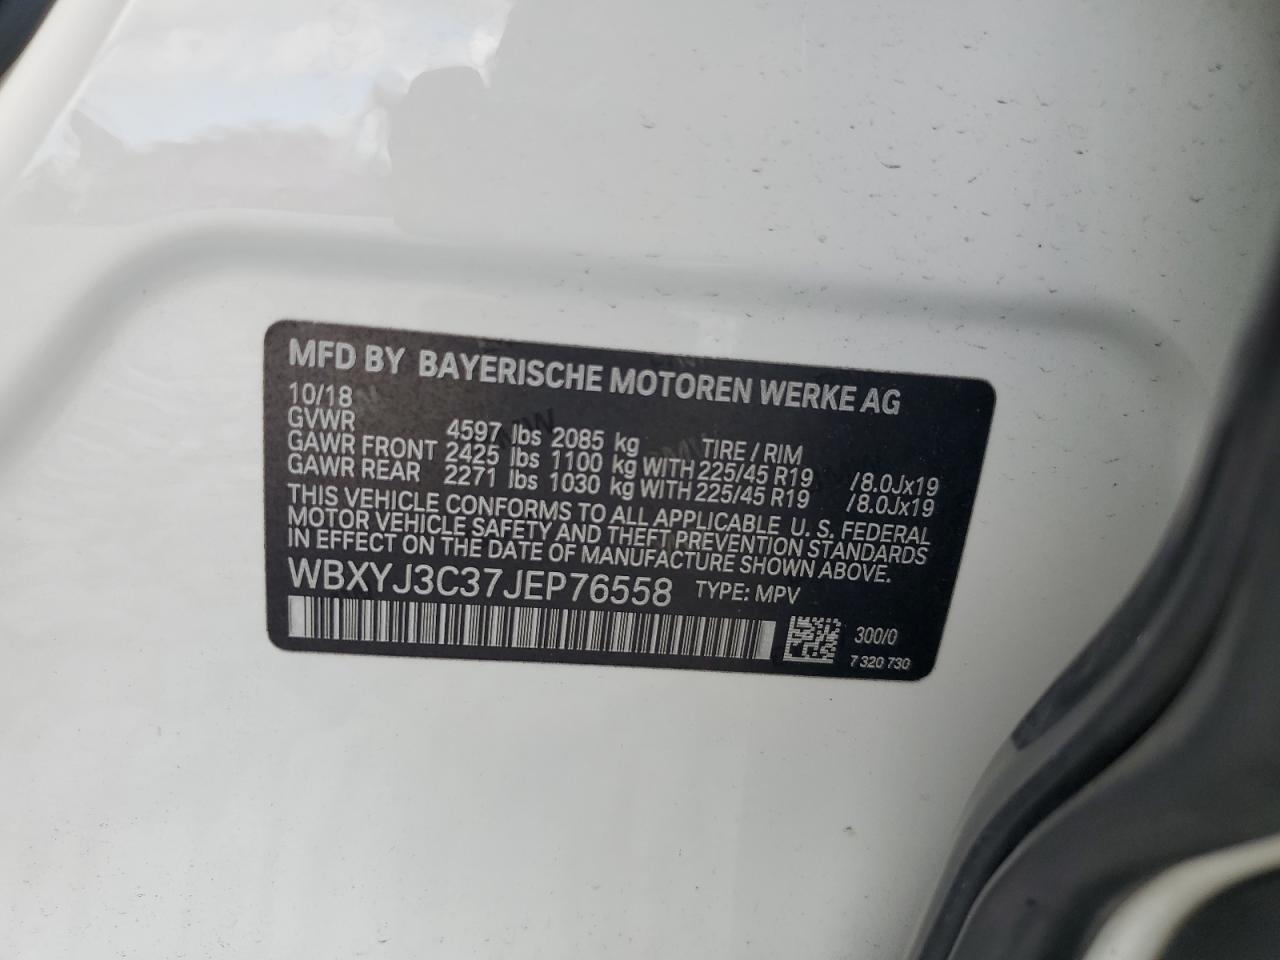 MFD BY BAYERISCHE MOTOREN WERKE AG
10/18
GVWR 4597 lbs 2085 kg TIRE / RIM
GAWR FRONT 2425 lbs 1100 kg WITH 225/45 R19 /8.0Jx19
GAWR REAR 2271 lbs 1030 kg WITH 225/45 R19 /8.0Jx19
THIS VEHICLE CONFORMS TO ALL APPLICABLE U. S. FEDERAL
MOTOR VEHICLE SAFETY AND THEFT PREVENTION STANDARDS
IN EFFECT ON THE DATE OF MANUFACTURE SHOWN ABOVE.
WBXYJ3C37JEP76558 TYPE: MPV
300/0
7 320 730